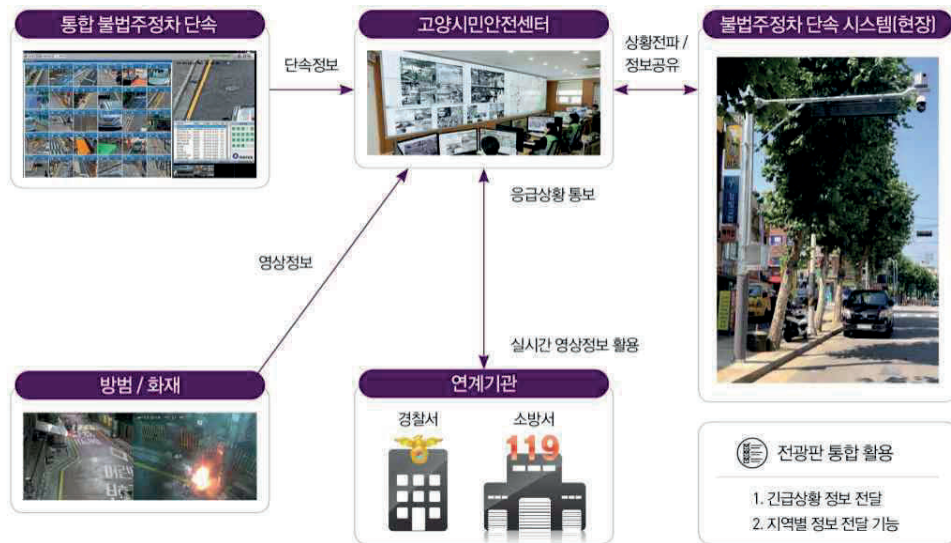 통합 불법주정차 단속
고양시민안전센터
불법주정차 단속 시스템(현장)
단속정보
상황전파 /
정보공유
응급상황 통보
영상정보
실시간 영상정보 활용
방범 / 화재
연계기관
경찰서
소방서
119
전광판 통합 활용
1. 긴급상황 정보 전달
2. 지역별 정보 전달 기능